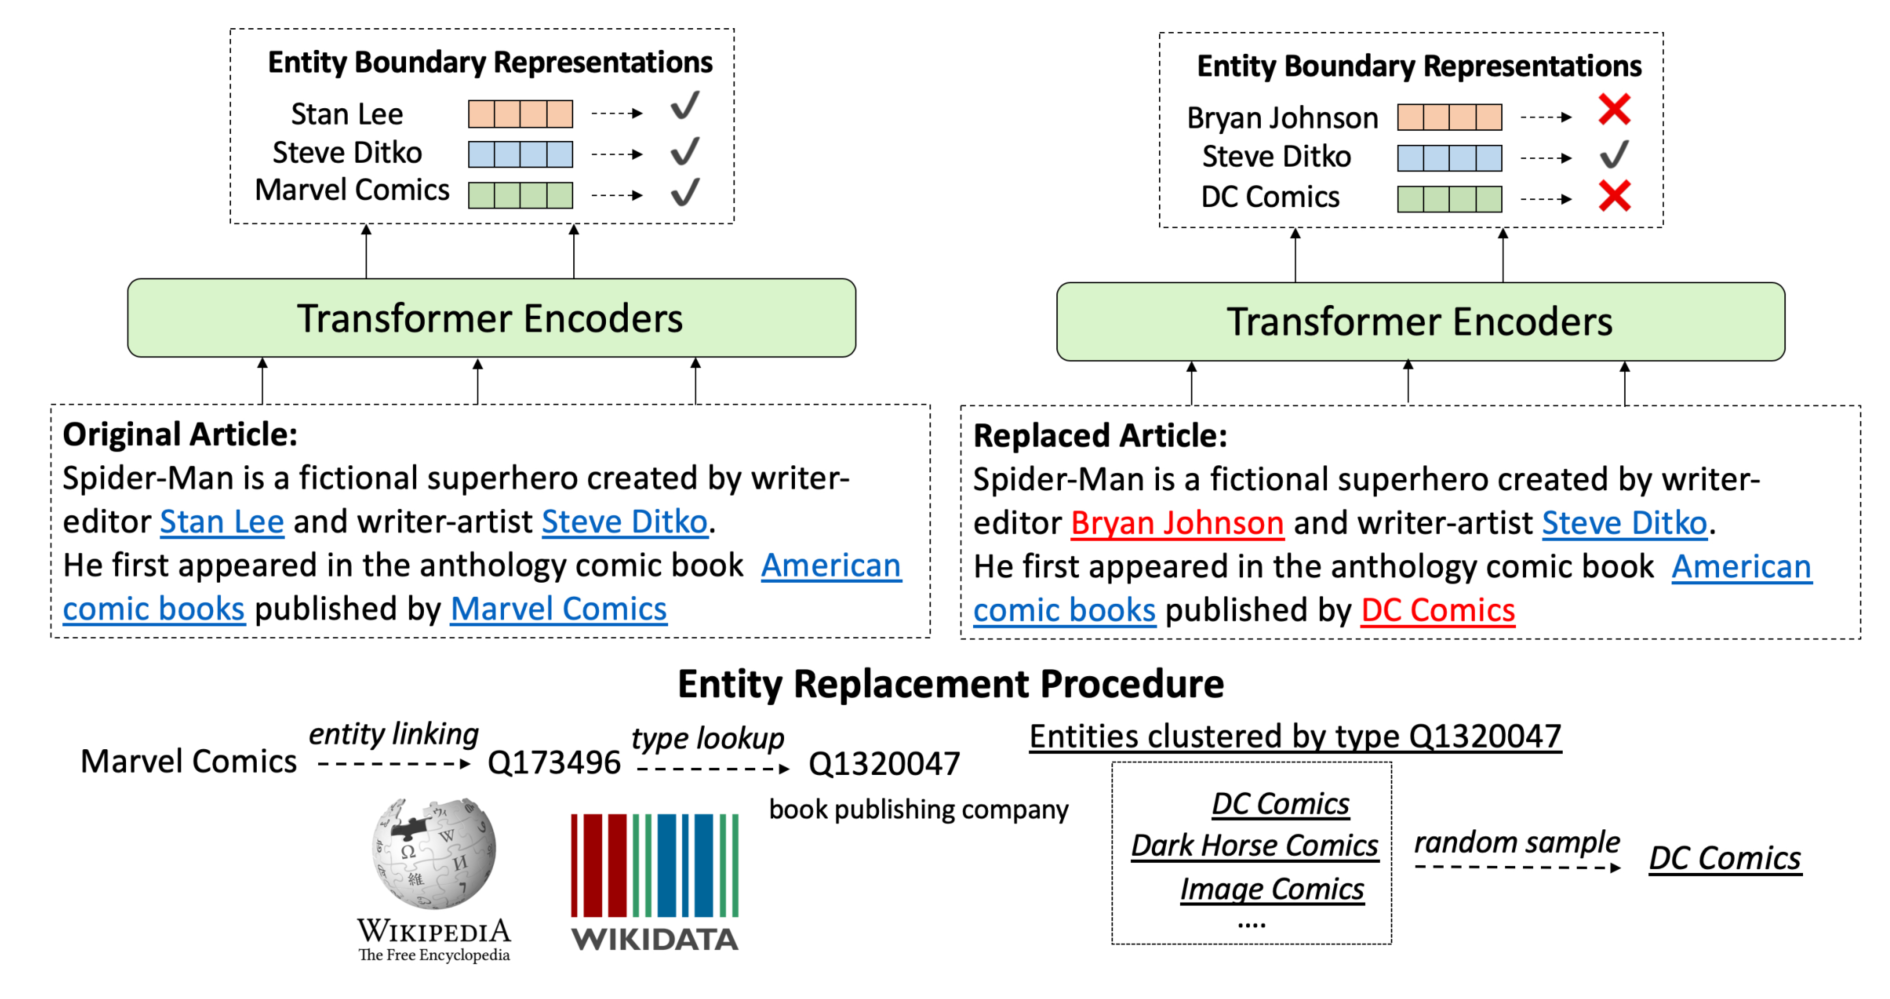 Entity Boundary Representations
Stan Lee
Steve Ditko
Marvel Comics
Transformer Encoders
Original Article:
Spider-Man is a fictional superhero created by writer-
editor Stan Lee and writer-artist Steve Ditko.
He first appeared in the anthology comic book American
comic books published by Marvel Comics
Entity Boundary Representations
Bryan Johnson
Steve Ditko
DC Comics
Transformer Encoders
Replaced Article:
Spider-Man is a fictional superhero created by writer-
editor Bryan Johnson and writer-artist Steve Ditko.
He first appeared in the anthology comic book American
comic books published by DC Comics
Entity Replacement Procedure
Marvel Comics
entity linking
Q173496
type lookup
Q1320047
book publishing company
WIKIPEDIA
The Free Encyclopedia
WIKIDATA
Entities clustered by type Q1320047
DC Comics
Dark Horse Comics
Image Comics
....
random sample
DC Comics